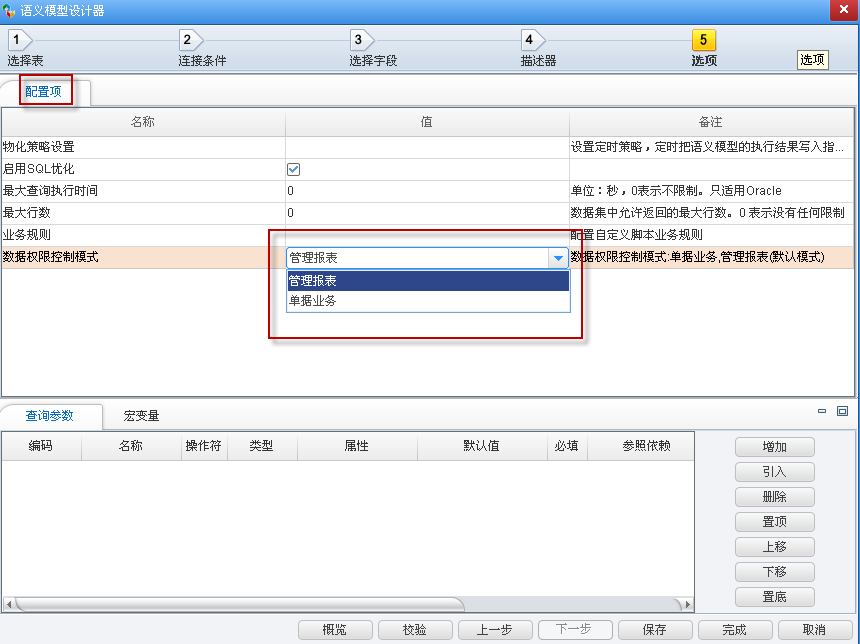 语义模型设计器
1 2 3 4 5
选择表 连接条件 选择字段 描述器 选项 选项
配置项
名称 值 备注
物化策略设置 设置定时策略，定时把语义模型的执行结果写入指...
启用SQL优化
最大查询执行时间 0 单位：秒，0表示不限制。只适用Oracle
最大行数 0 数据集中允许返回的最大行数。0 表示没有任何限制
业务规则 配置自定义脚本业务规则
数据权限控制模式 管理报表 数据权限控制模式:单据业务,管理报表(默认模式)
管理报表
单据业务
查询参数 宏变量
编码 名称 操作符 类型 属性 默认值 必填 参照依赖
增加
引入
删除
置顶
上移
下移
置底
概览 校验 上一步 下一步 保存 完成 取消